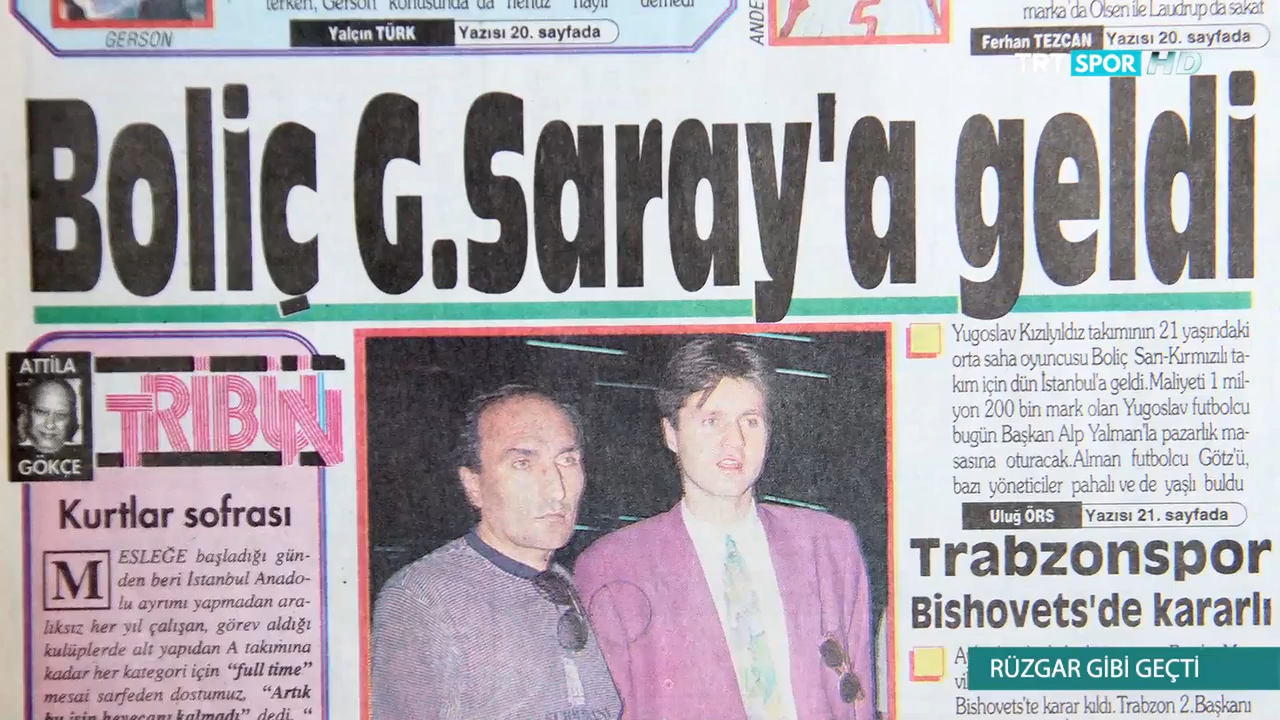 terken, Gerson konusunda da henüz
GERSON
Yalçın TÜRK Yazısı 20. sayfada
marka'da Olsen ile Laudrup da sakat
Ferhan TEZCAN Yazısı 20. sayfada
TRT SPOR HD
Boliç G.Saray'a geldi
ATTİLA
GÖKÇE
TRİBÜN
Kurtlar sofrası
MESLEĞE başladığı gün-
den beri İstanbul Anado-
lu ayrımı yapmadan ara-
lıksız her yıl çalışan, görev aldığı
kulüplerde alt yapıdan A takımına
kadar her kategori için "full time"
mesai sarfeden dostumuz, "Artık
bu işin heyecanı kalmadı" dedi. "
Yugoslav Kızılyıldız takımının 21 yaşındaki
orta saha oyuncusu Boliç Sarı-Kırmızılı ta-
kım için dün İstanbul'a geldi.Maliyeti 1 mil-
yon 200 bin mark olan Yugoslav futbolcu
bugün Başkan Alp Yalman'la pazarlık ma-
sasına oturacak.Alman futbolcu Götz'ü,
bazı yöneticiler pahalı ve de yaşlı buldu
Uluğ ÖRS Yazısı 21. sayfada
Trabzonspor
Bishovets'de kararlı
Bishovets'te karar kıldı.Trabzon 2.Başkanı
RÜZGAR GİBİ GEÇTİ